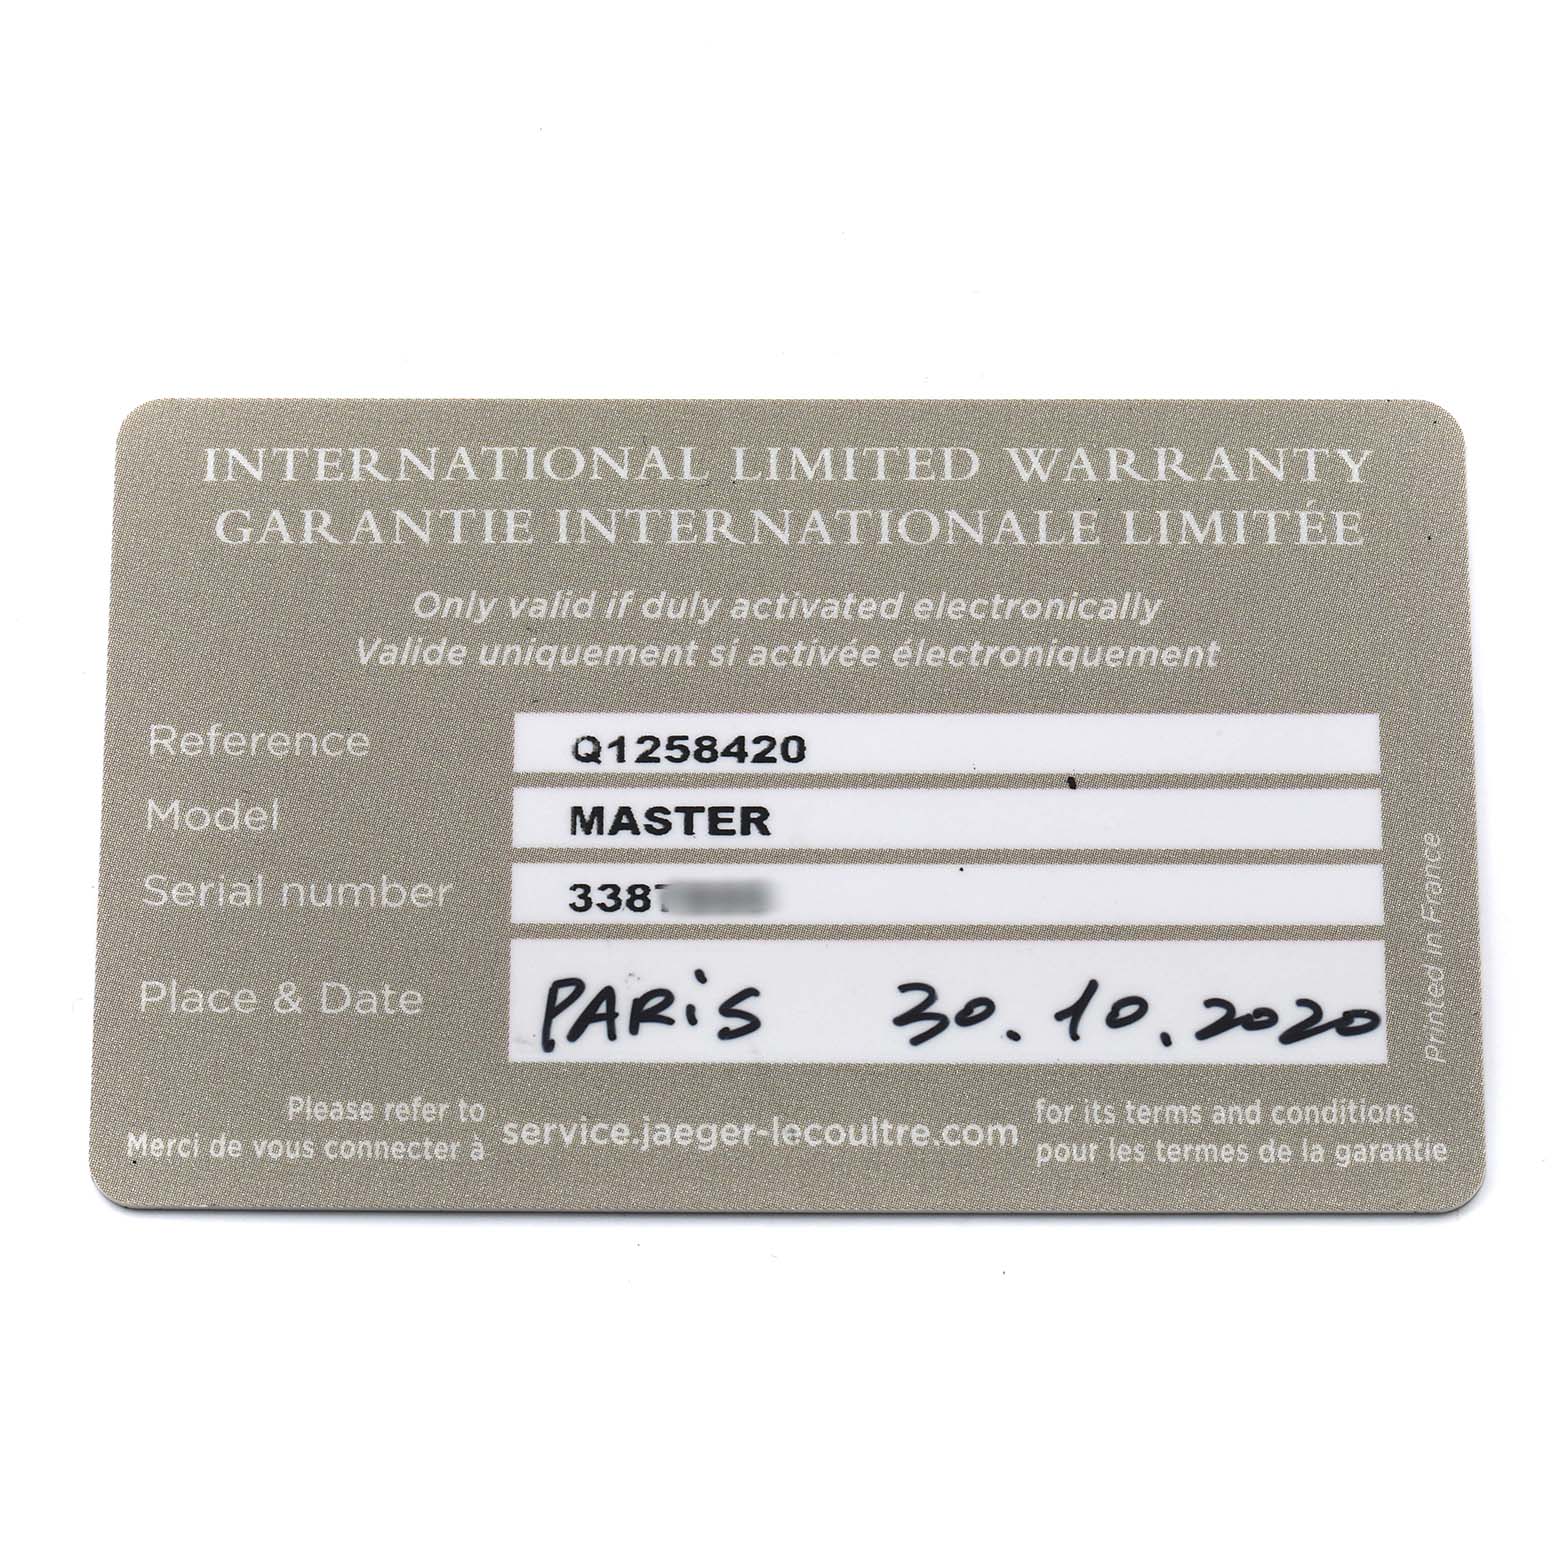 INTERNATIONAL LIMITED WARRANTY
GARANTIE INTERNATIONALE LIMITÉE
Only valid if duly activated electronically
Valide uniquement si activée électroniquement
Reference Q1258420
Model MASTER
Serial number 338
Place & Date PARiS 30.10.2020
Please refer to
Merci de vous connecter à
service.jaeger-lecoultre.com
for its terms and conditions
pour les termes de la garantie
Printed in France